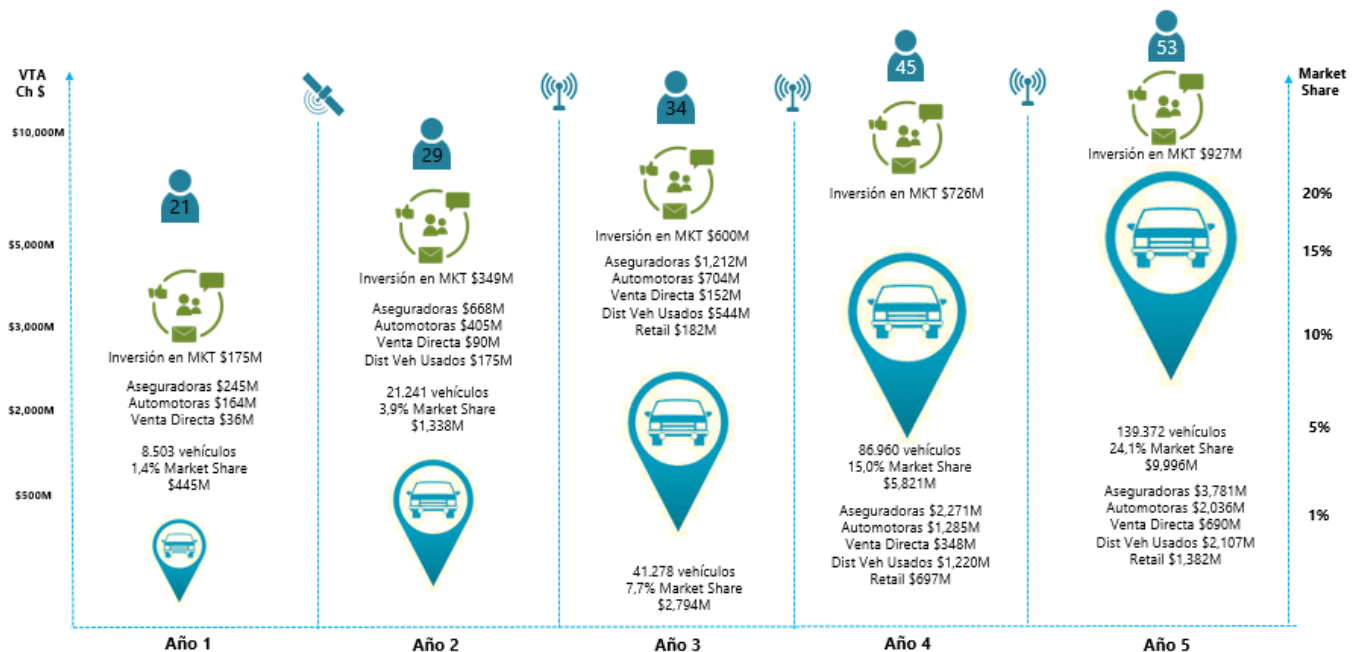 VTA
Ch $
$10,000M
$5,000M
$3,000M
$2,000M
$500M
21
Inversión en MKT $175M
Aseguradoras $245M
Automotoras $164M
Venta Directa $36M
8.503 vehículos
1,4% Market Share
$445M
Año 1
29
Inversión en MKT $349M
Aseguradoras $668M
Automotoras $405M
Venta Directa $90M
Dist Veh Usados $175M
21.241 vehículos
3,9% Market Share
$1,338M
Año 2
34
Inversión en MKT $600M
Aseguradoras $1,212M
Automotoras $704M
Venta Directa $152M
Dist Veh Usados $544M
Retail $182M
41.278 vehículos
7,7% Market Share
$2,794M
Año 3
45
Inversión en MKT $726M
86.960 vehículos
15,0% Market Share
$5,821M
Aseguradoras $2,271M
Automotoras $1,285M
Venta Directa $348M
Dist Veh Usados $1,220M
Retail $697M
Año 4
53
Inversión en MKT $927M
139.372 vehículos
24,1% Market Share
$9,996M
Aseguradoras $3,781M
Automotoras $2,036M
Venta Directa $690M
Dist Veh Usados $2,107M
Retail $1,382M
Año 5
Market
Share
20%
15%
10%
5%
1%